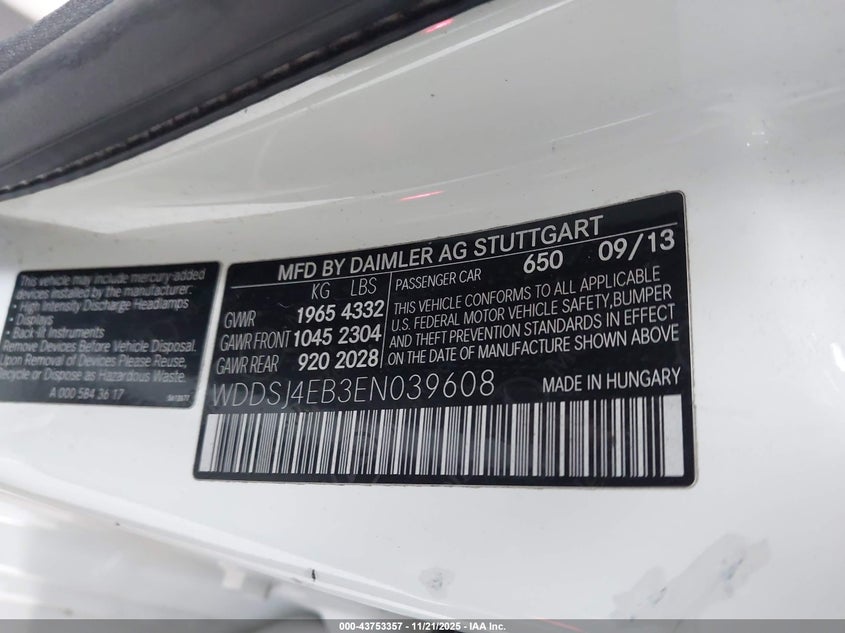 This vehicle may include mercury-added
devices installed by the manufacturer:
• High Intensity Discharge Headlamps
• Displays
• Back-lit Instruments
Remove Devices Before Vehicle Disposal.
Upon Removal of Devices Please Reuse,
Recycle or Dispose as Hazardous Waste.
A 000 584 36 17
MFD BY DAIMLER AG STUTTGART
KG LBS
GVWR 1965 4332
GAWR FRONT 1045 2304
GAWR REAR 920 2028
PASSENGER CAR 650 09/13
THIS VEHICLE CONFORMS TO ALL APPLICABLE
U.S. FEDERAL MOTOR VEHICLE SAFETY,BUMPER
AND THEFT PREVENTION STANDARDS IN EFFECT
ON THE DATE OF MANUFACTURE SHOWN ABOVE
WDDSJ4EB3EN039608 MADE IN HUNGARY
000-43753357 - 11/21/2025 - IAA Inc.